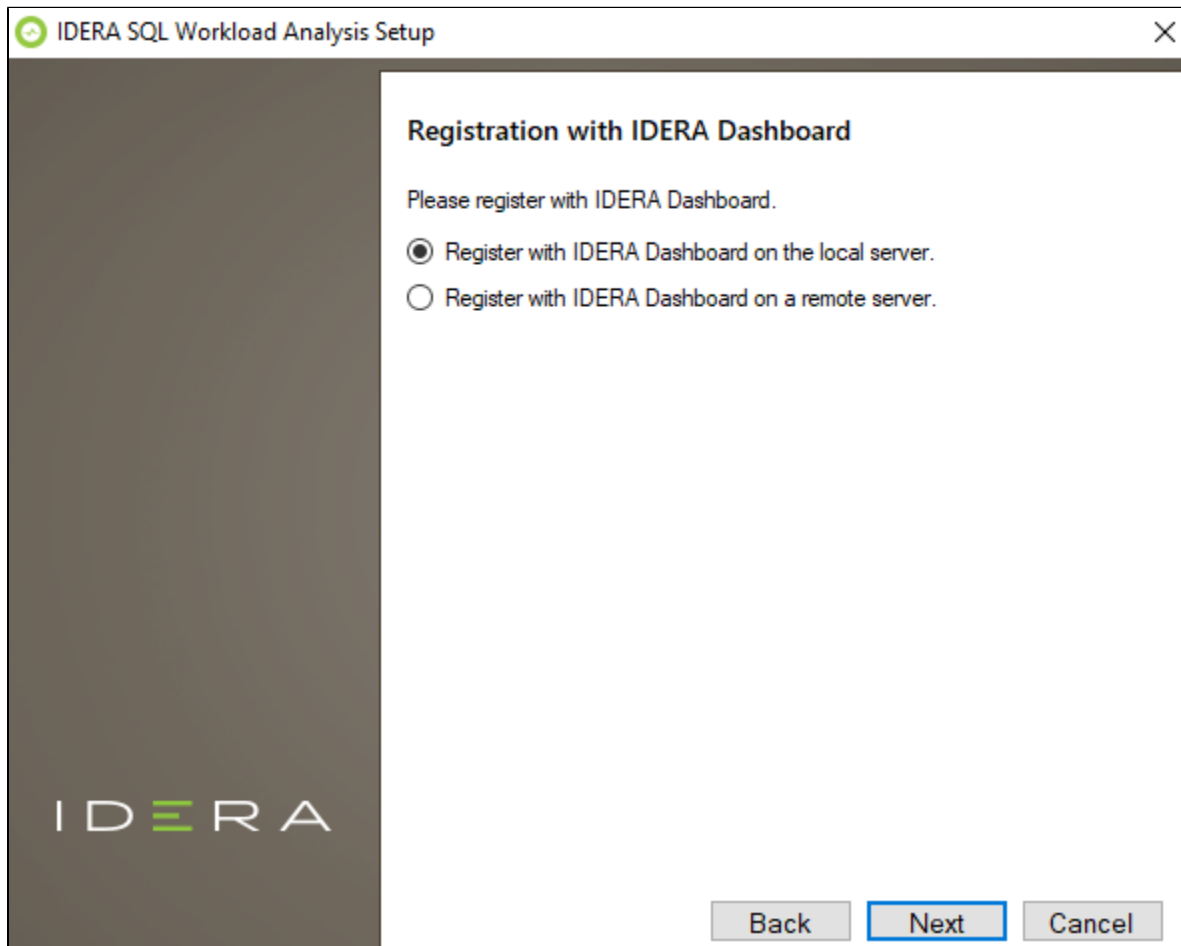 IDERA SQL Workload Analysis Setup
Registration with IDERA Dashboard
Please register with IDERA Dashboard.
Register with IDERA Dashboard on the local server.
Register with IDERA Dashboard on a remote server.
IDERA
Back Next Cancel